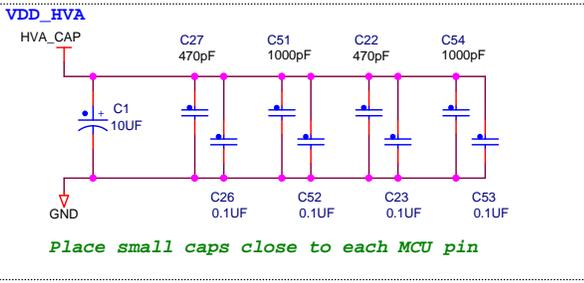 VDD_HVA
HVA_CAP
C27 C51 C22 C54
470pF 1000pF 470pF 1000pF
+ C1
10UF
C26 C52 C23 C53
0.1UF 0.1UF 0.1UF 0.1UF
GND
Place small caps close to each MCU pin